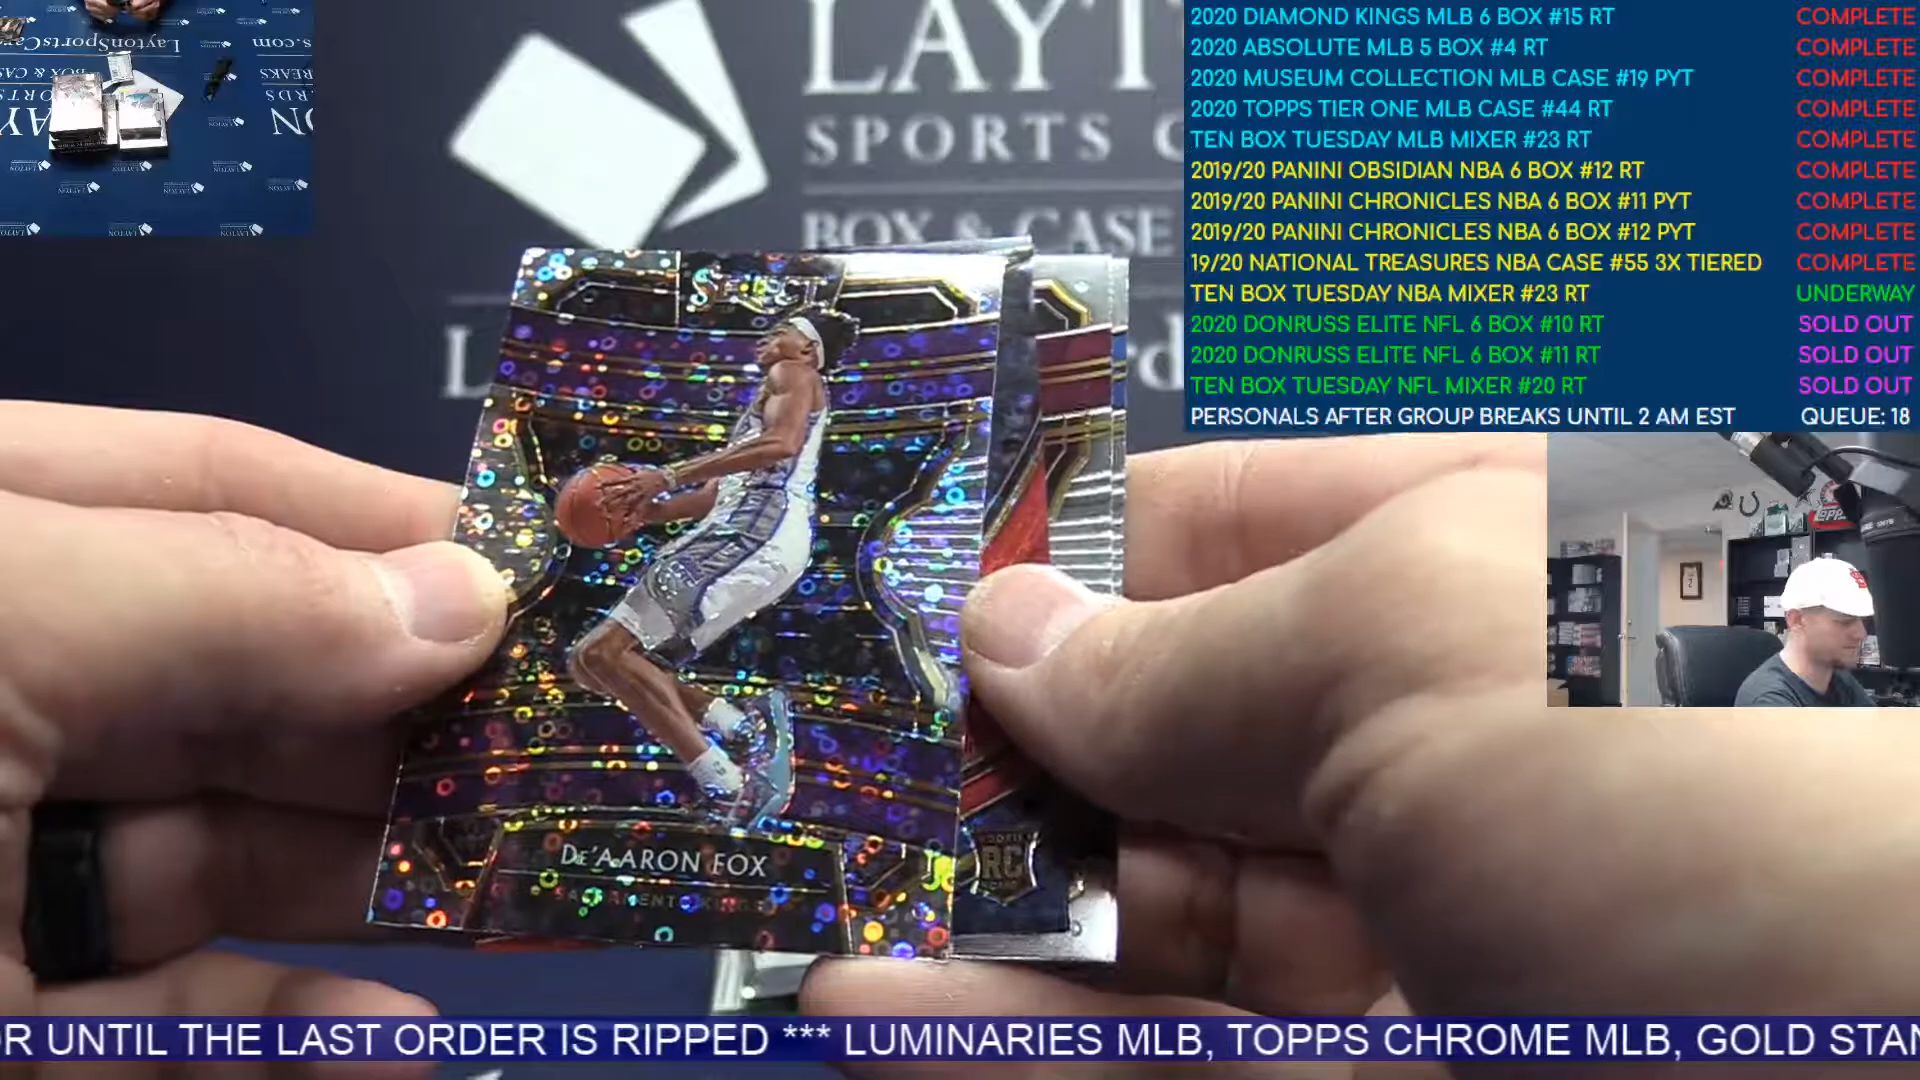 LAYT
SPORTS C
BOX & CASE
2020 DIAMOND KINGS MLB 6 BOX #15 RT COMPLETE
2020 ABSOLUTE MLB 5 BOX #4 RT COMPLETE
2020 MUSEUM COLLECTION MLB CASE #19 PYT COMPLETE
2020 TOPPS TIER ONE MLB CASE #44 RT COMPLETE
TEN BOX TUESDAY MLB MIXER #23 RT COMPLETE
2019/20 PANINI OBSIDIAN NBA 6 BOX #12 RT COMPLETE
2019/20 PANINI CHRONICLES NBA 6 BOX #11 PYT COMPLETE
2019/20 PANINI CHRONICLES NBA 6 BOX #12 PYT COMPLETE
19/20 NATIONAL TREASURES NBA CASE #55 3X TIERED COMPLETE
TEN BOX TUESDAY NBA MIXER #23 RT UNDERWAY
2020 DONRUSS ELITE NFL 6 BOX #10 RT SOLD OUT
2020 DONRUSS ELITE NFL 6 BOX #11 RT SOLD OUT
TEN BOX TUESDAY NFL MIXER #20 RT SOLD OUT
PERSONALS AFTER GROUP BREAKS UNTIL 2 AM EST QUEUE: 18
SELECT
DE'AARON FOX
SACRAMENTO KINGS
RC
Topps
OR UNTIL THE LAST ORDER IS RIPPED *** LUMINARIES MLB, TOPPS CHROME MLB, GOLD STAN